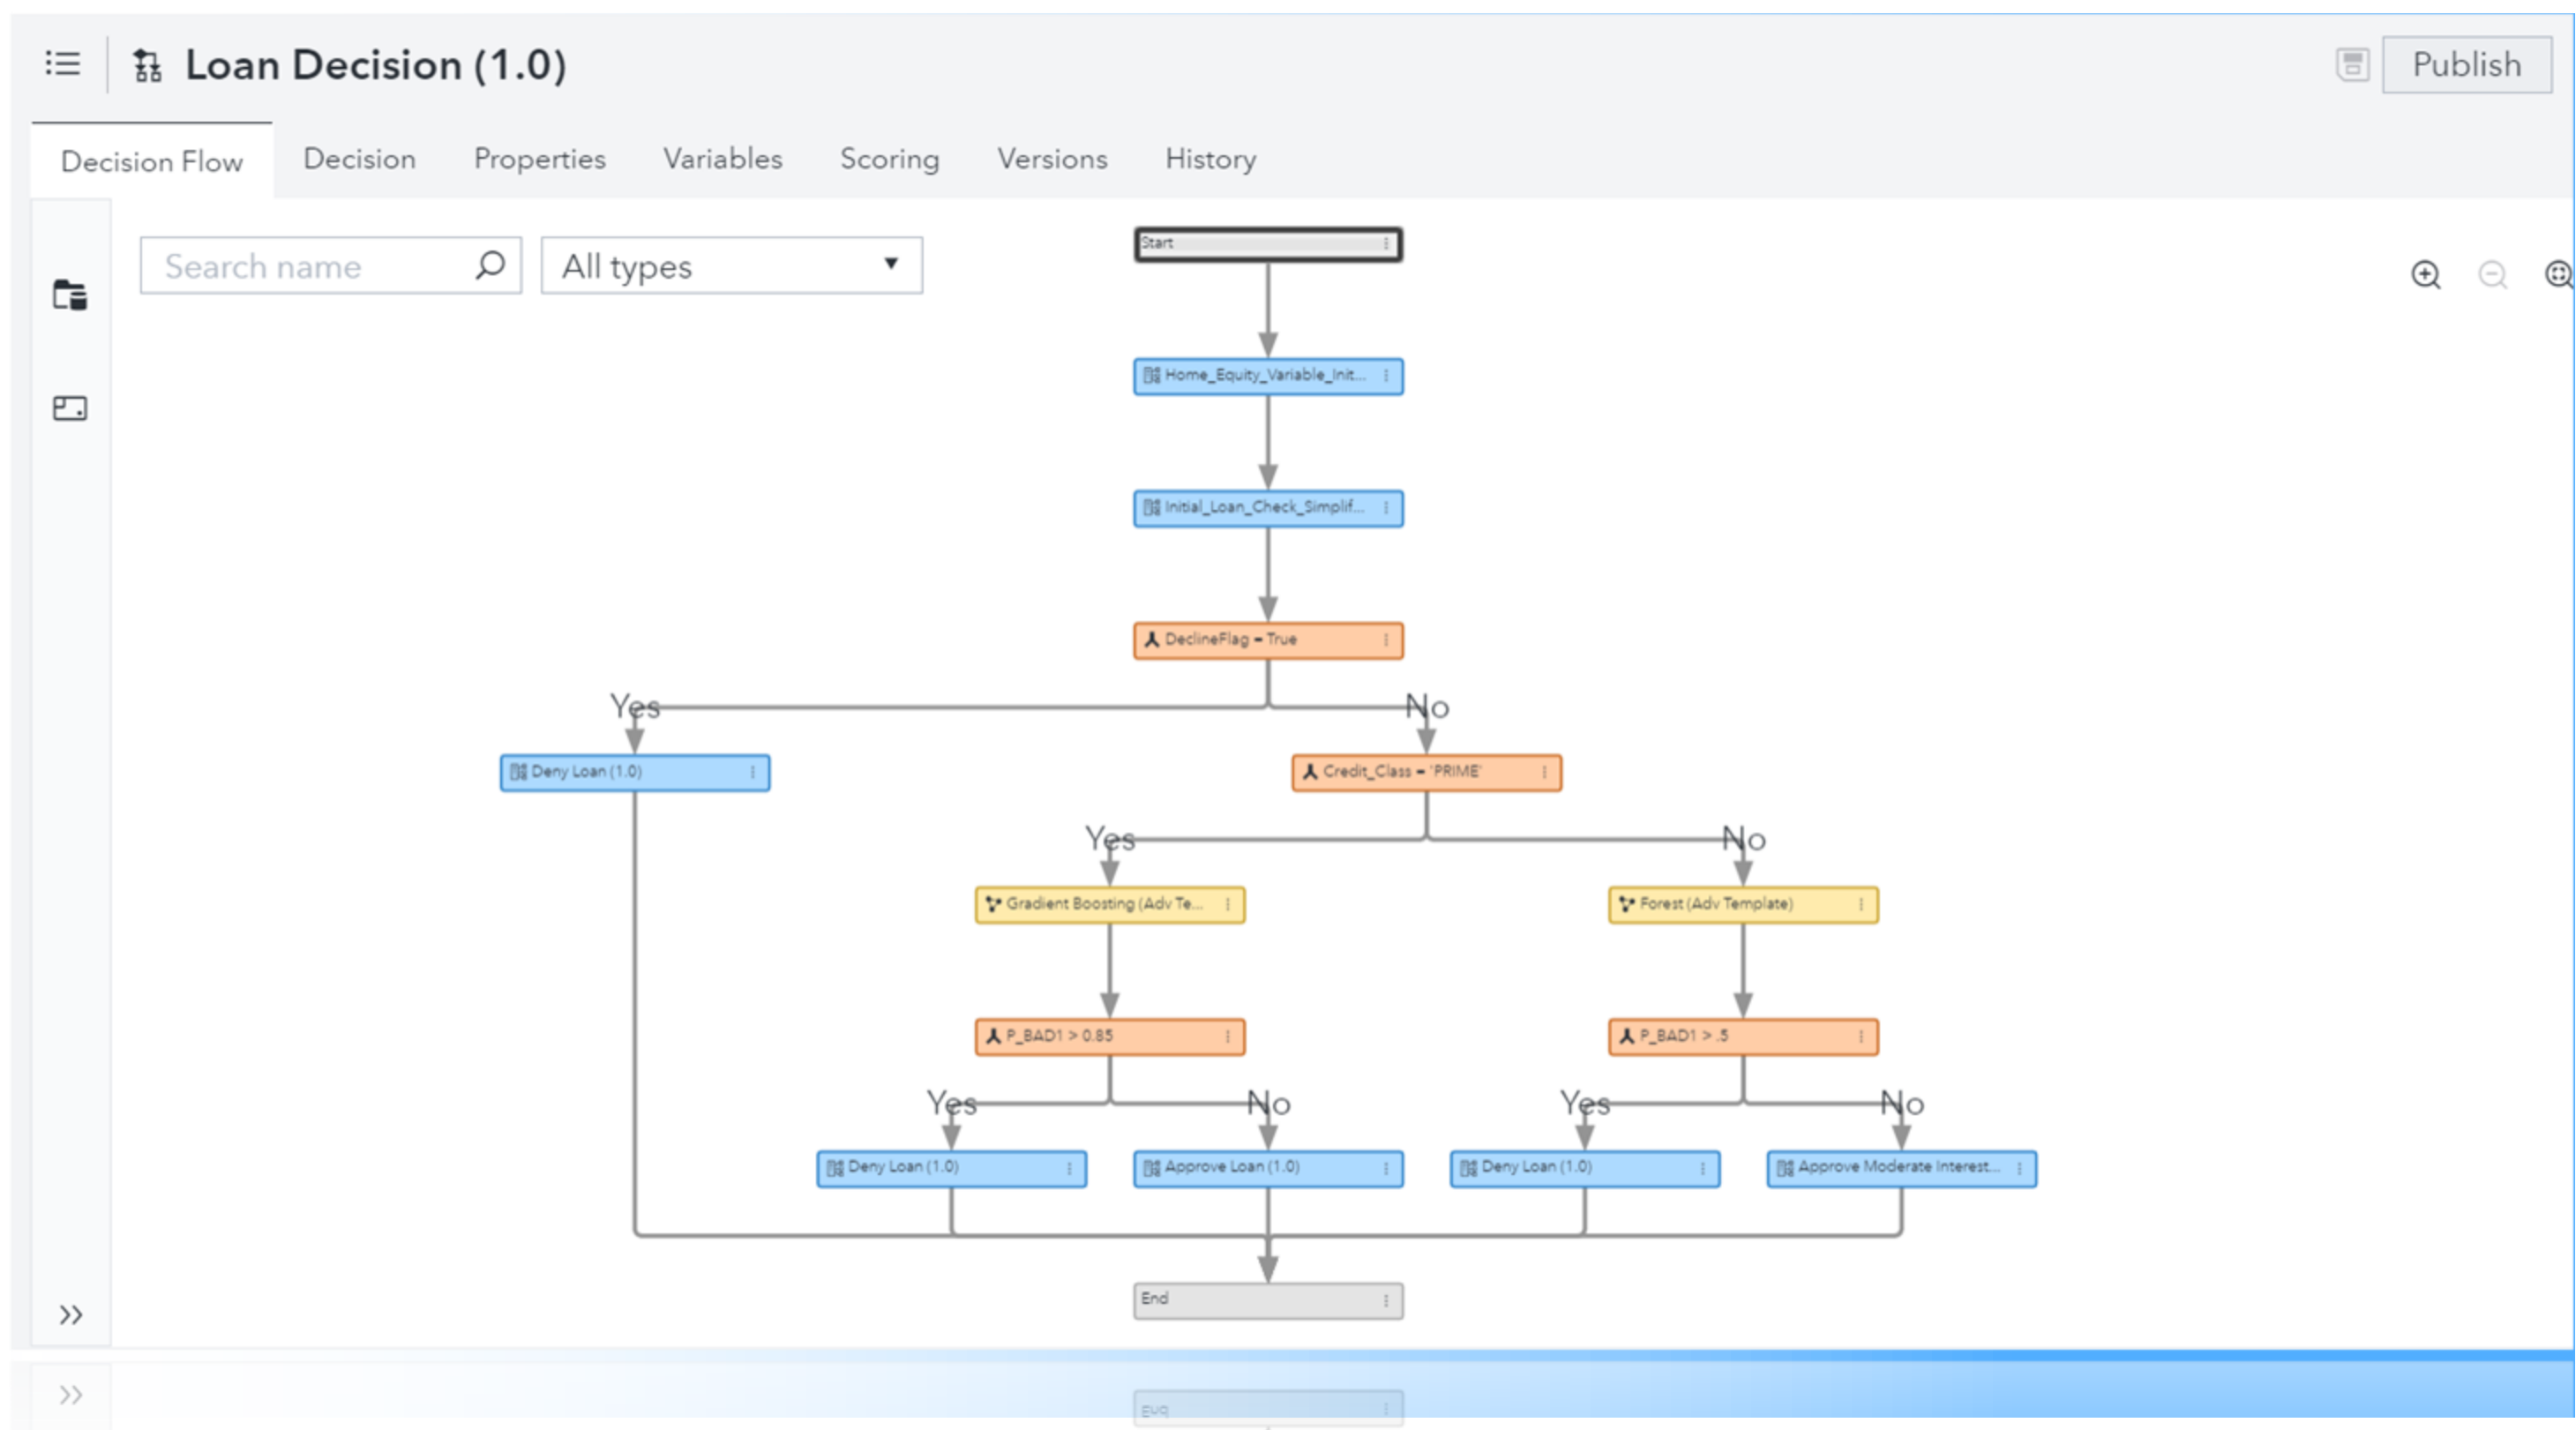 Loan Decision (1.0)
Publish
Decision Flow Decision Properties Variables Scoring Versions History
Search name All types
Start
Home_Equity_Variable_Init...
Initial_Loan_Check_Simplif...
DeclineFlag = True
Yes No
Deny Loan (1.0) Credit_Class = 'PRIME'
Yes No
Gradient Boosting (Adv Te... Forest (Adv Template)
P_BAD1 > 0.85 P_BAD1 > .5
Yes No Yes No
Deny Loan (1.0) Approve Loan (1.0) Deny Loan (1.0) Approve Moderate Interest...
End